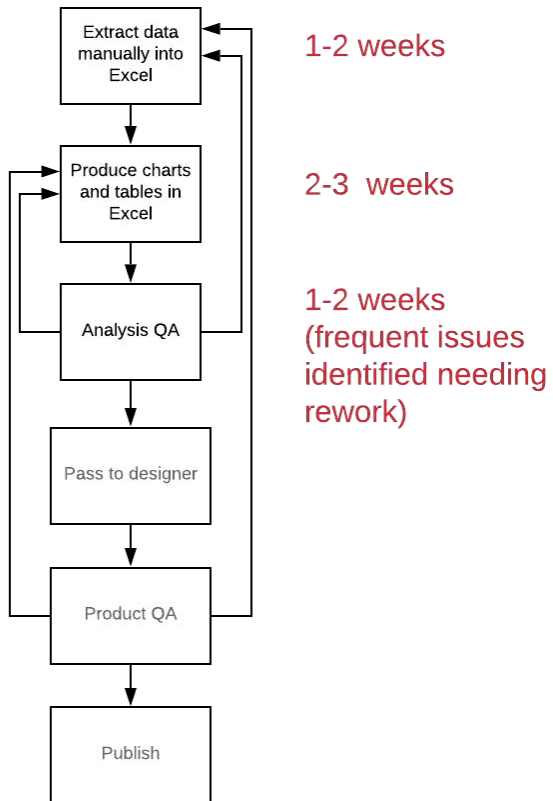 Extract data
manually into
Excel
1-2 weeks
Produce charts
and tables in
Excel
2-3 weeks
Analysis QA
1-2 weeks
(frequent issues
identified needing
rework)
Pass to designer
Product QA
Publish